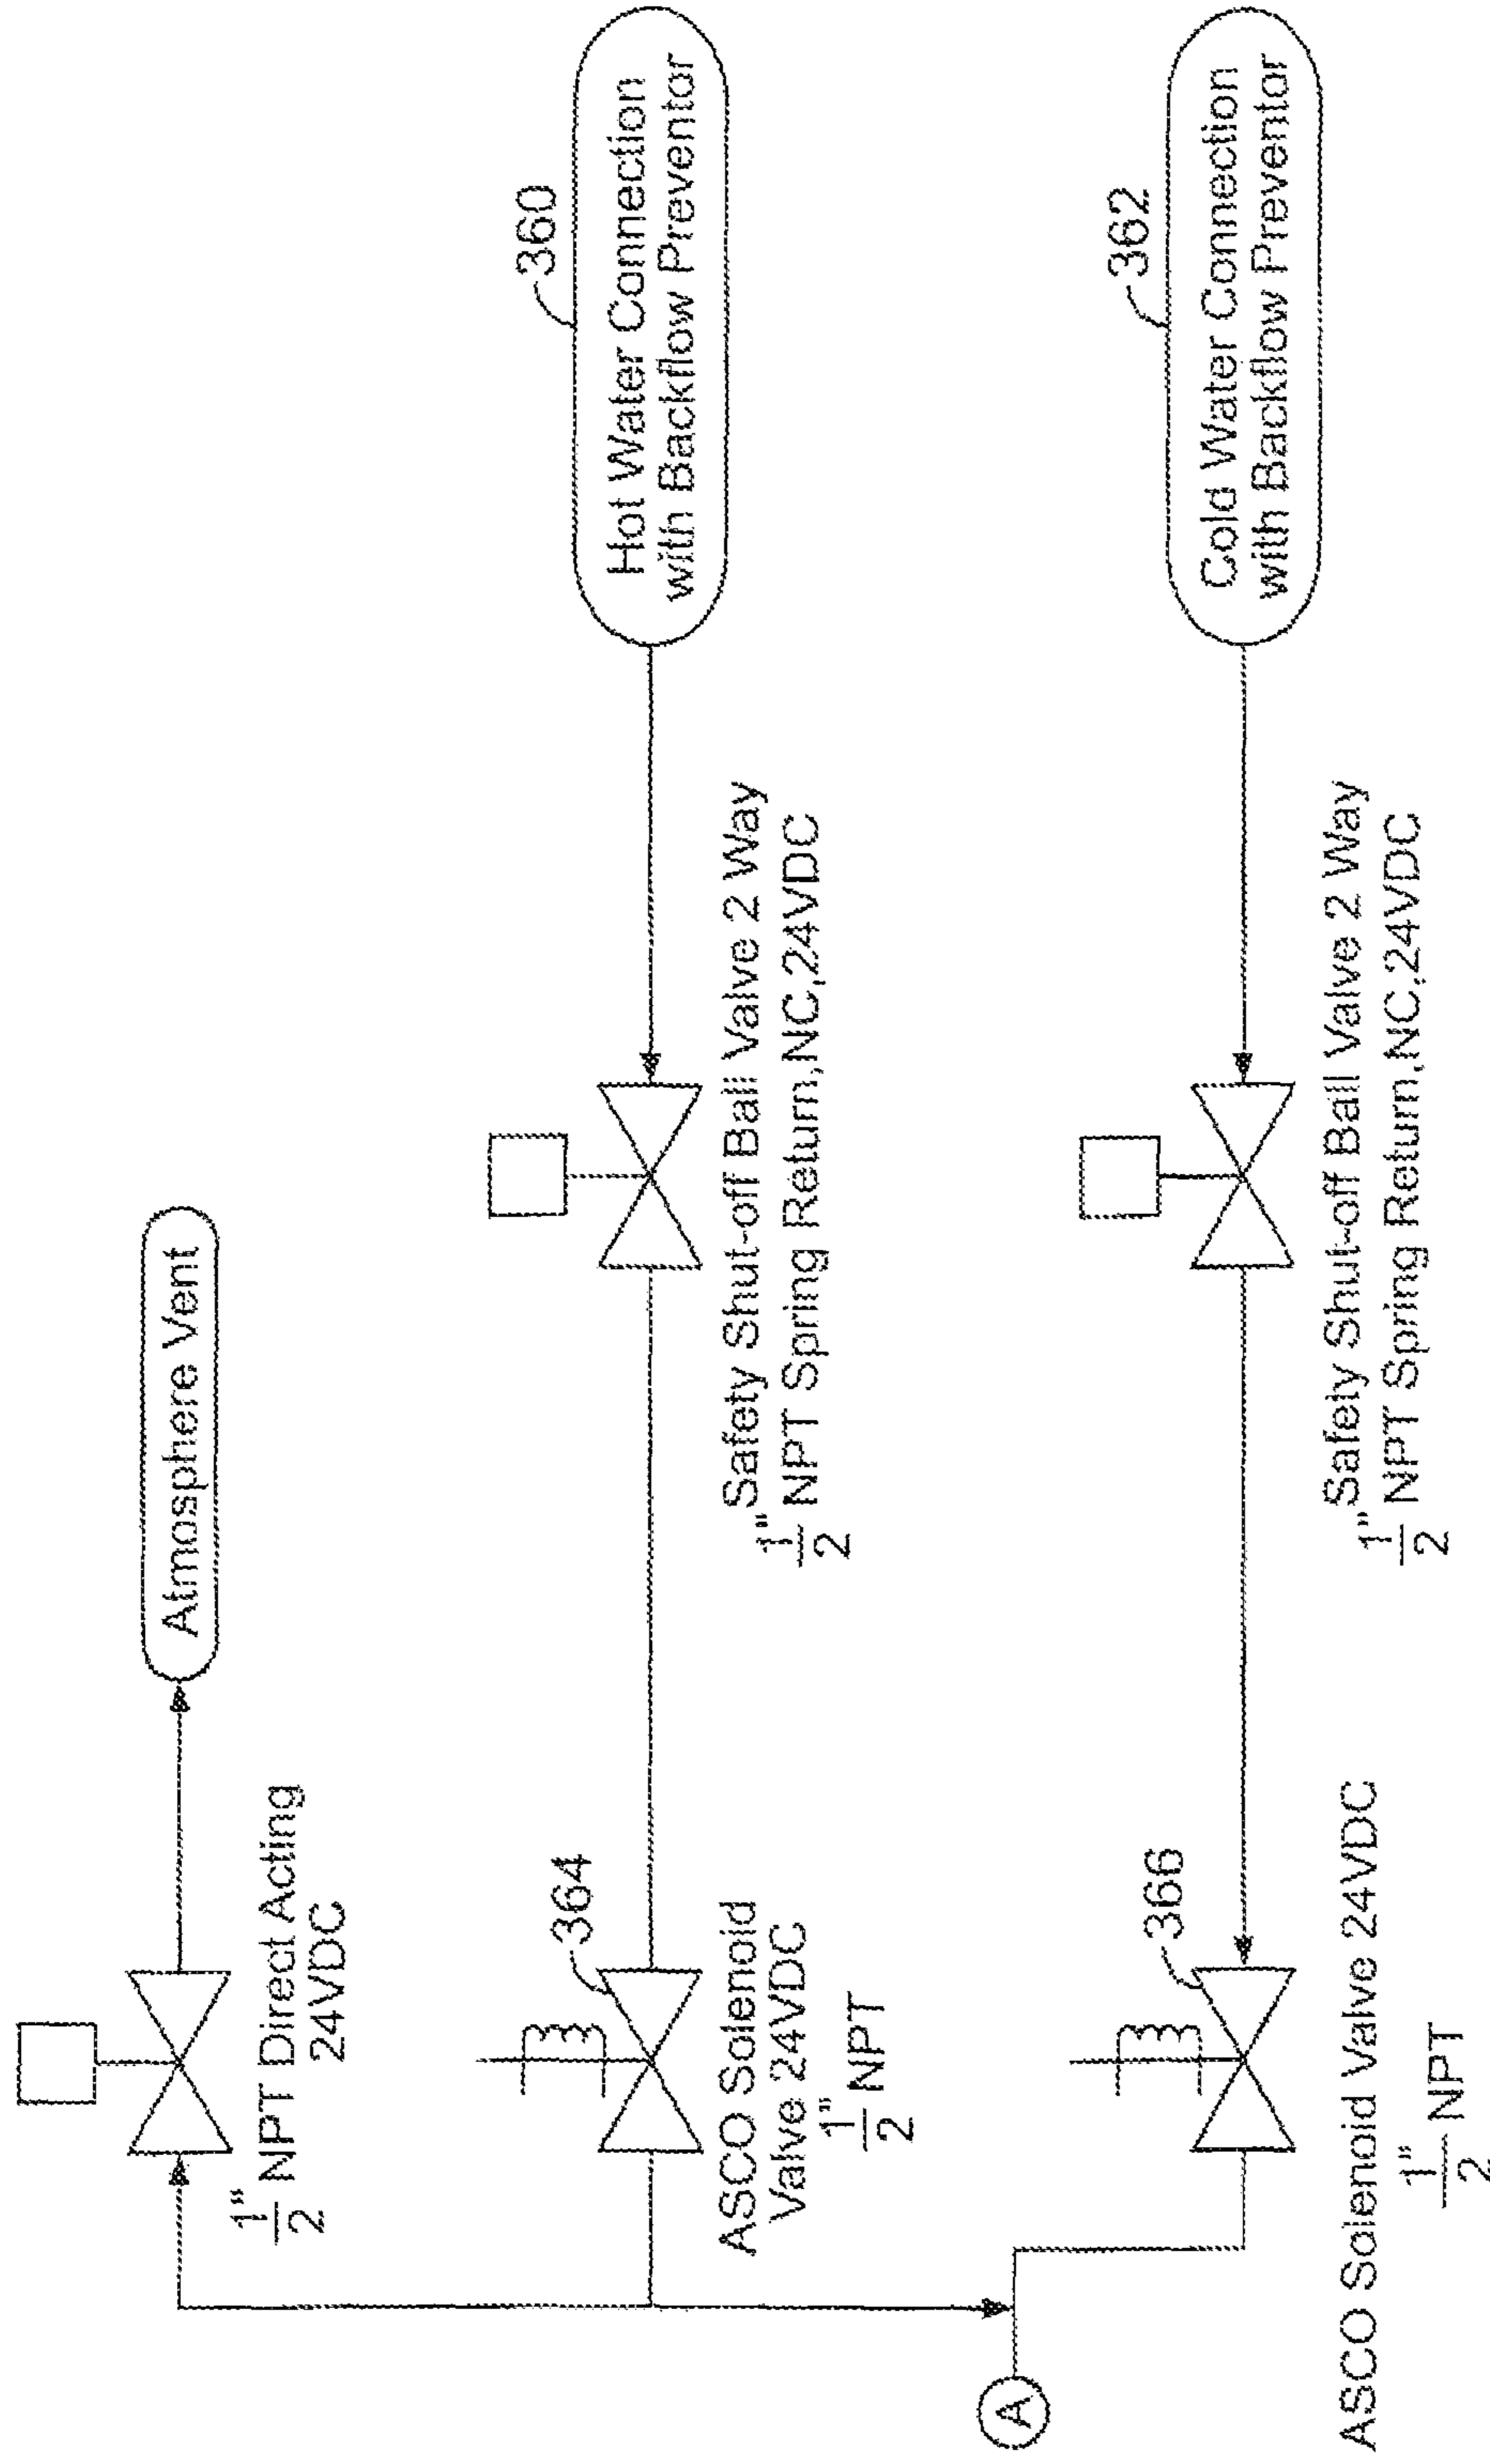 Atmosphere Vent
1"
2
NPT Direct Acting
24VDC
360
Hot Water Connection
with Backflow Preventor
Safety Shut-off Ball Valve 2 Way
1"
2
NPT Spring Return,NC,24VDC
364
ASCO Solenoid
Valve 24VDC
1"
2
NPT
362
Cold Water Connection
with Backflow Preventor
Safety Shut-off Ball Valve 2 Way
1"
2
NPT Spring Return,NC,24VDC
366
ASCO Solenoid Valve 24VDC
1"
2
NPT
A